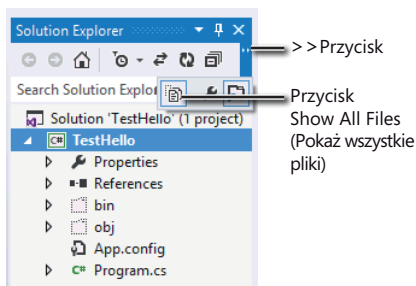 Solution Explorer
>>Przycisk
Search Solution Explo
Przycisk
Show All Files
(Pokaż wszystkie
pliki)
Solution 'TestHello' (1 project)
C# TestHello
Properties
References
bin
obj
App.config
C# Program.cs